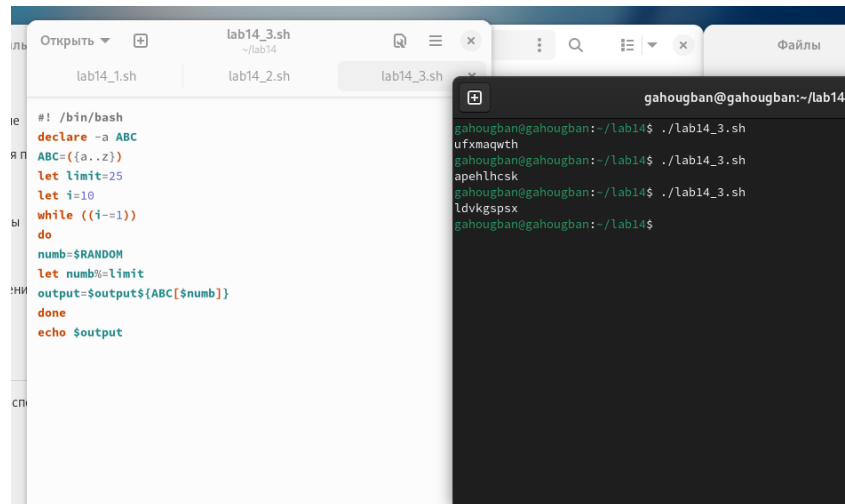 Открыть
lab14_3.sh
~/lab14
Файлы
lab14_1.sh
lab14_2.sh
lab14_3.sh
#! /bin/bash
declare -a ABC
ABC=({a..z})
let limit=25
let i=10
while ((i-=1))
do
numb=$RANDOM
let numb%=limit
output=$output${ABC[$numb]}
done
echo $output
gahougban@gahougban:~/lab14
gahougban@gahougban:~/lab14$ ./lab14_3.sh
ufxmaqwth
gahougban@gahougban:~/lab14$ ./lab14_3.sh
apehlhcsk
gahougban@gahougban:~/lab14$ ./lab14_3.sh
ldvkgspsx
gahougban@gahougban:~/lab14$